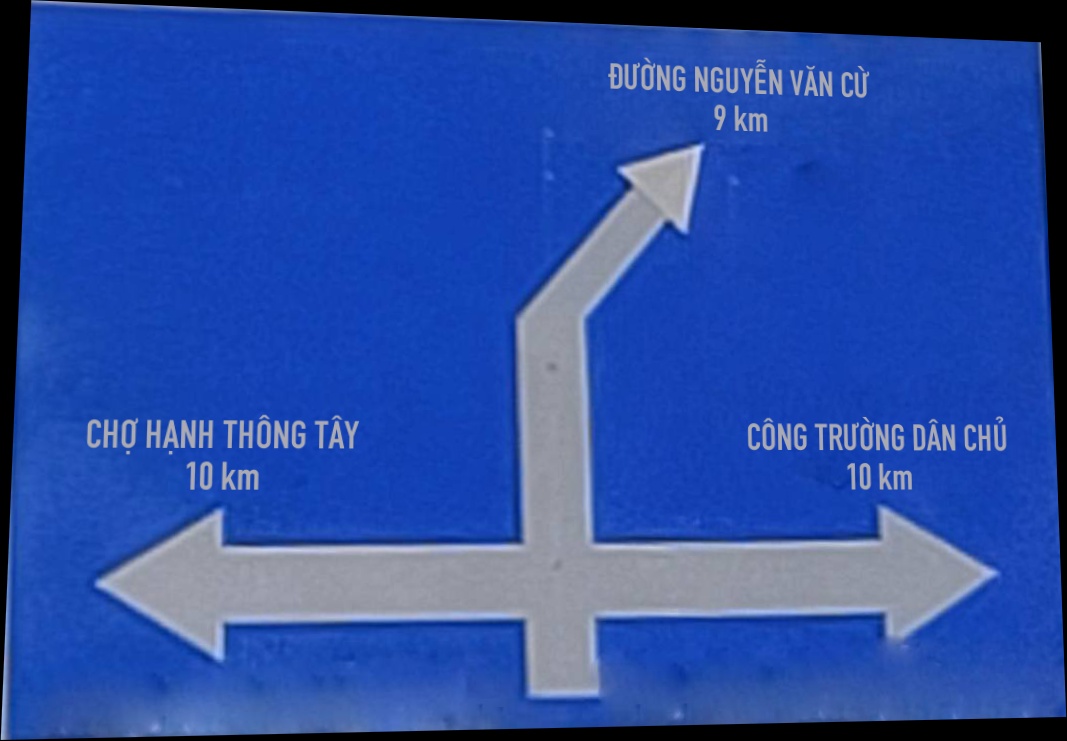 ĐƯỜNG NGUYỄN VĂN CỪ
9 km
CHỢ HẠNH THÔNG TÂY
10 km
CÔNG TRƯỜNG DÂN CHỦ
10 km